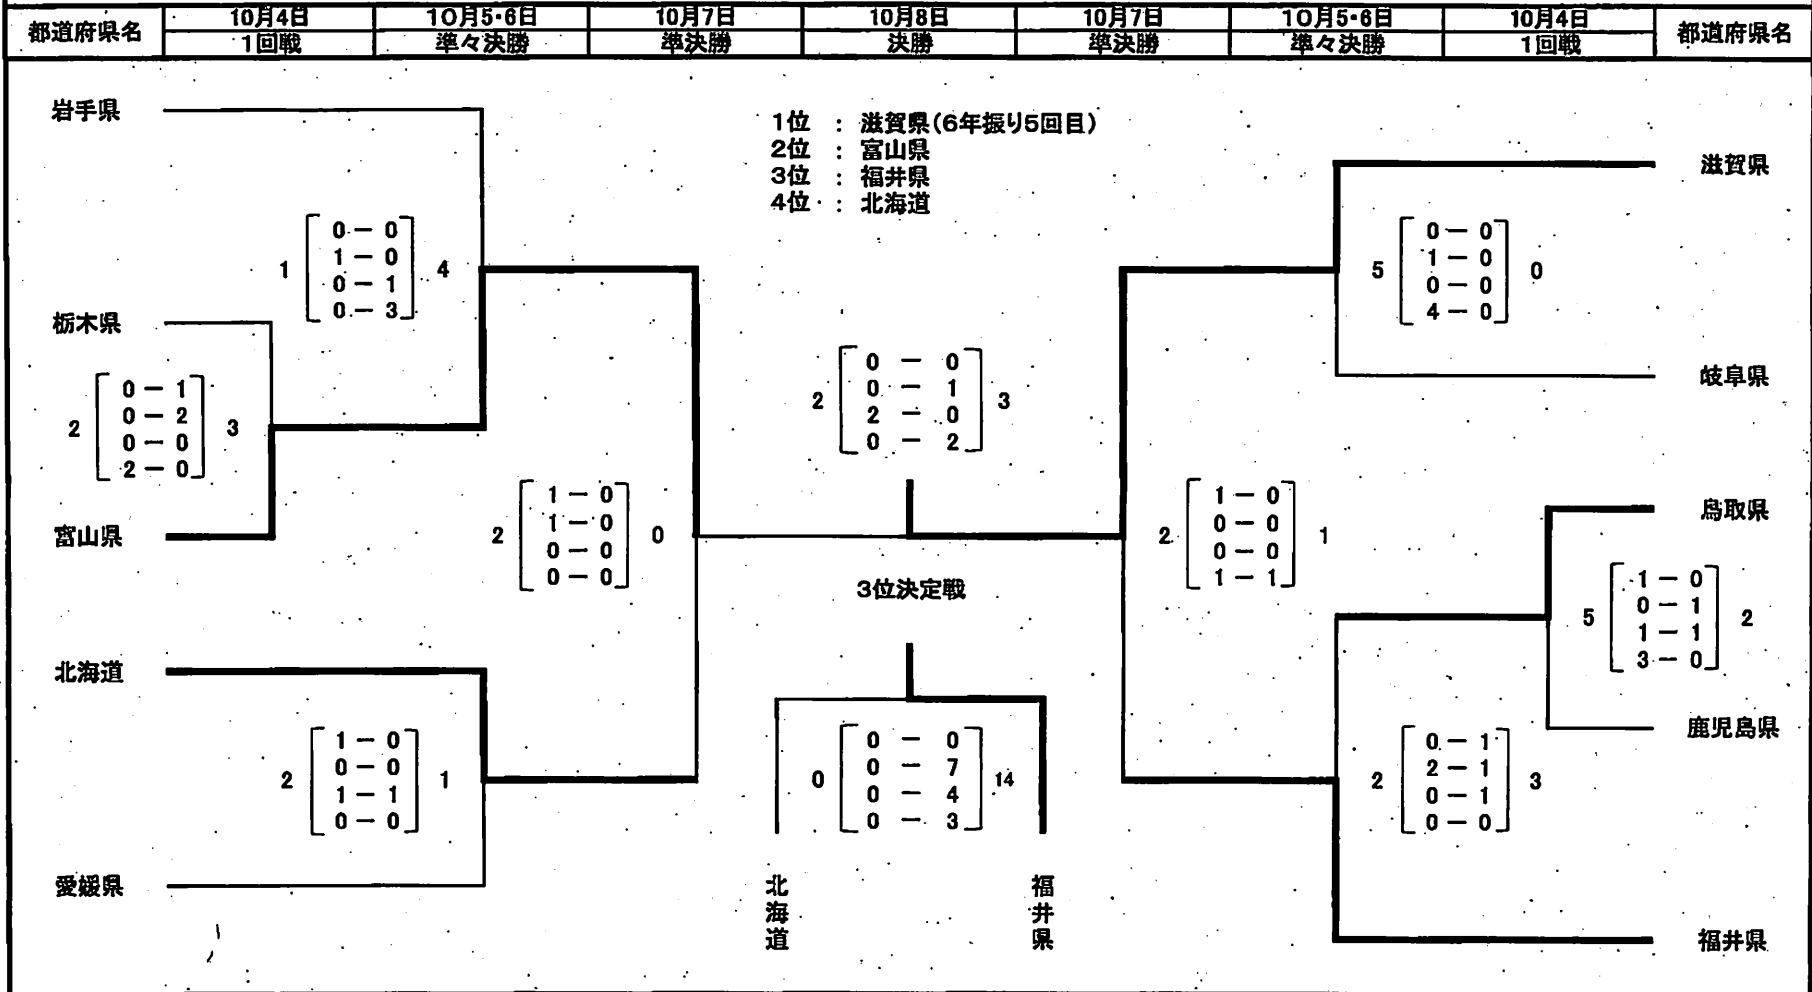 都道府県名 10月4日 10月5・6日 10月7日 10月8日 10月7日 10月5・6日 10月4日 都道府県名
1回戦 準々決勝 準決勝 決勝 準決勝 準々決勝 1回戦
岩手県
1位 : 滋賀県(6年振り5回目)
2位 : 富山県
3位 : 福井県
4位 : 北海道
滋賀県
0 - 0
1 - 0
1 4
0 - 1
0 - 3
0 - 0
1 - 0
5 0
0 - 0
4 - 0
栃木県
岐阜県
0 - 1
0 - 2
2 3
0 - 0
2 - 0
0 - 0
0 - 1
2 3
2 - 0
0 - 2
富山県
1 - 0
1 - 0
2 0
0 - 0
0 - 0
1 - 0
0 - 0
2 1
0 - 0
1 - 1
鳥取県
3位決定戦
1 - 0
0 - 1
5 2
1 - 1
3 - 0
北海道
鹿児島県
1 - 0
0 - 0
2 1
1 - 1
0 - 0
0 - 0
0 - 7
0 14
0 - 4
0 - 3
0 - 1
2 - 1
2 3
0 - 1
0 - 0
愛媛県
北海道
福井県
福井県